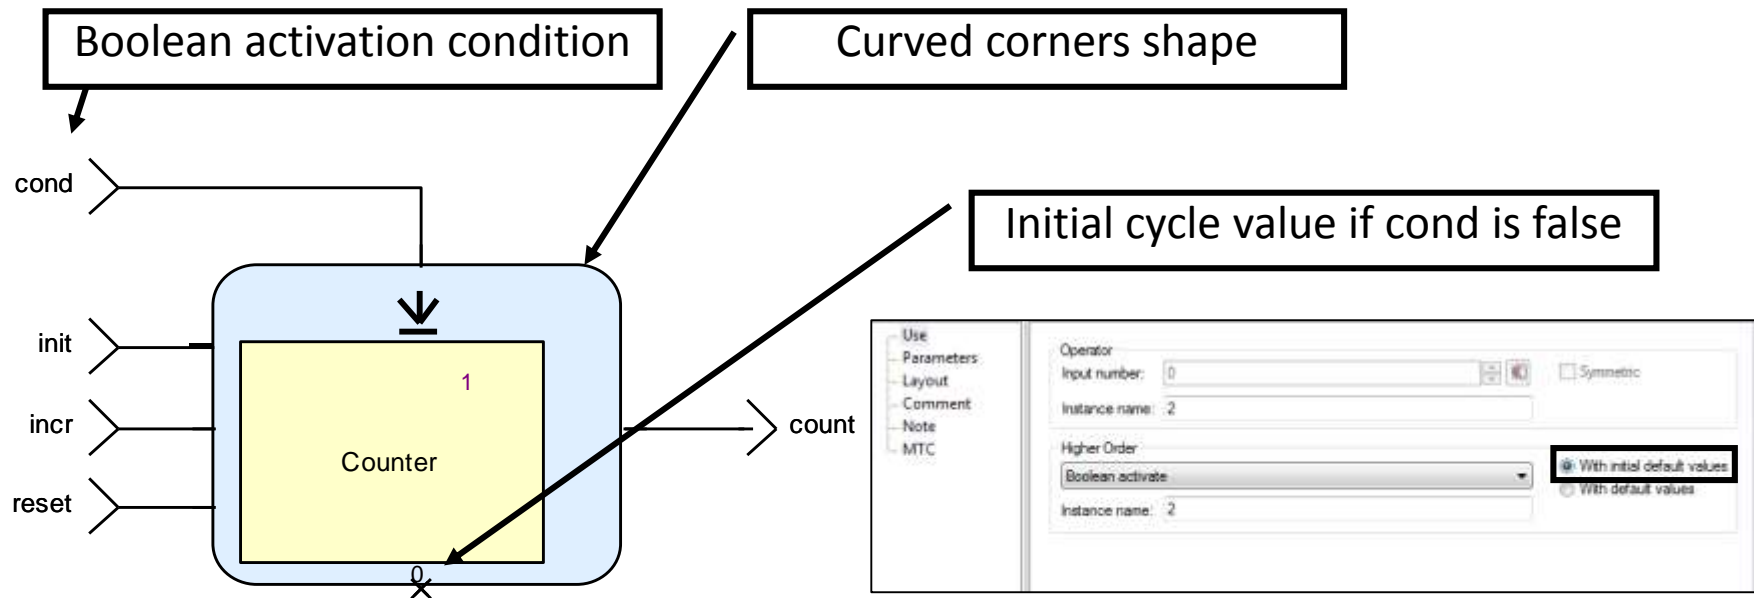 Boolean activation condition
Curved corners shape
cond
Initial cycle value if cond is false
init
incr
reset
1
Counter
0
count
Use
Parameters
Layout
Comment
Note
MTC
Operator
Input number: 0
Symmetric
Instance name: 2
Higher Order
Boolean activate
With initial default values
With default values
Instance name: 2